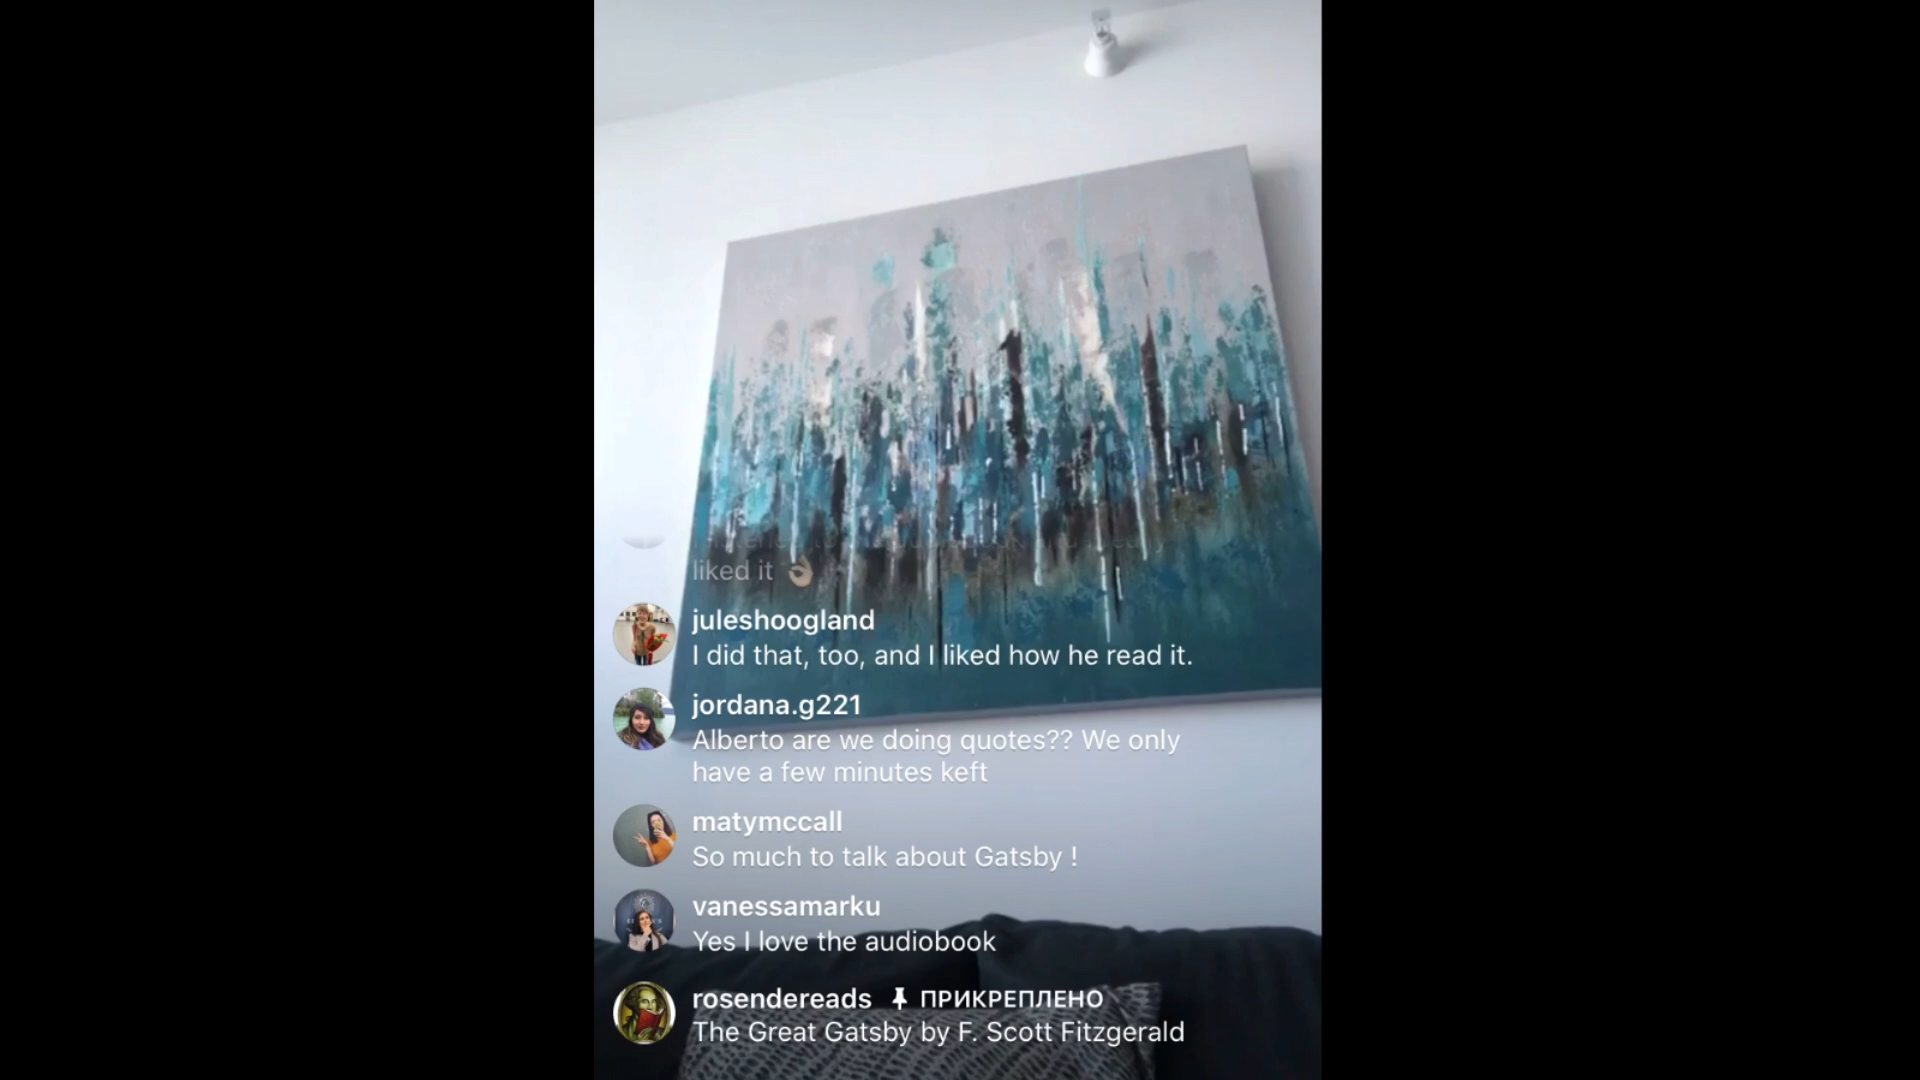 liked it 👌🏼
juleshoogland
I did that, too, and I liked how he read it.
jordana.g221
Alberto are we doing quotes?? We only
have a few minutes keft
matymccall
So much to talk about Gatsby !
vanessamarku
Yes I love the audiobook
rosendereads 📌 ПРИКРЕПЛЕНО
The Great Gatsby by F. Scott Fitzgerald